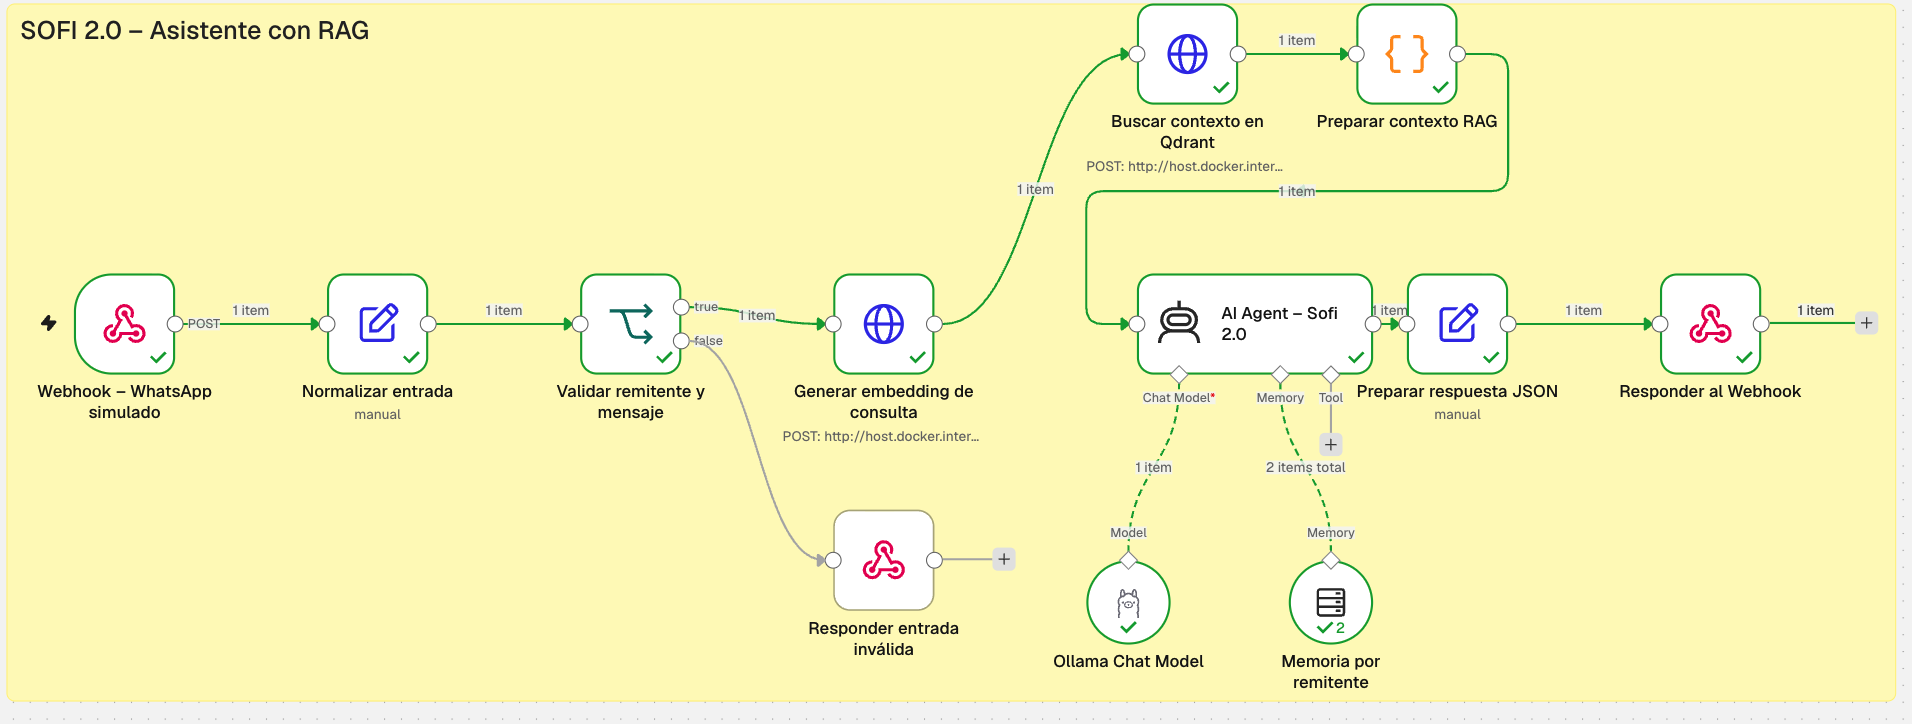 SOFI 2.0 – Asistente con RAG
1 item
Buscar contexto en
Qdrant
POST: http://host.docker.inter...
Preparar contexto RAG
1 item
1 item
POST
1 item
1 item
true
1 item
false
AI Agent – Sofi
2.0
1 item
1 item
1 item
Webhook – WhatsApp
simulado
Normalizar entrada
manual
Validar remitente y
mensaje
Generar embedding de
consulta
POST: http://host.docker.inter...
Chat Model*
Memory
Tool
Preparar respuesta JSON
manual
Responder al Webhook
1 item
2 items total
Model
Memory
Responder entrada
inválida
2
Ollama Chat Model
Memoria por
remitente